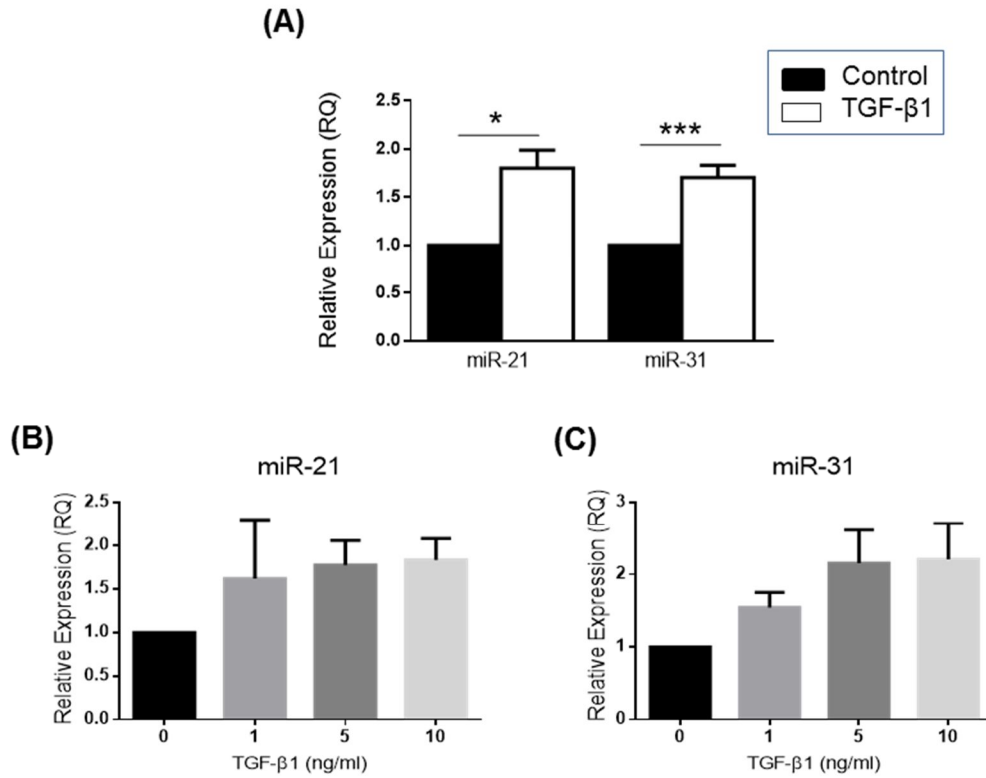 (A)
Control
TGF-β1
Relative Expression (RQ)
2.5
2.0
1.5
1.0
0.5
0.0
*
***
miR-21
miR-31
(B)
miR-21
Relative Expression (RQ)
2.5
2.0
1.5
1.0
0.5
0.0
0 1 5 10
TGF-β1 (ng/ml)
(C)
miR-31
Relative Expression (RQ)
3
2
1
0
0 1 5 10
TGF-β1 (ng/ml)